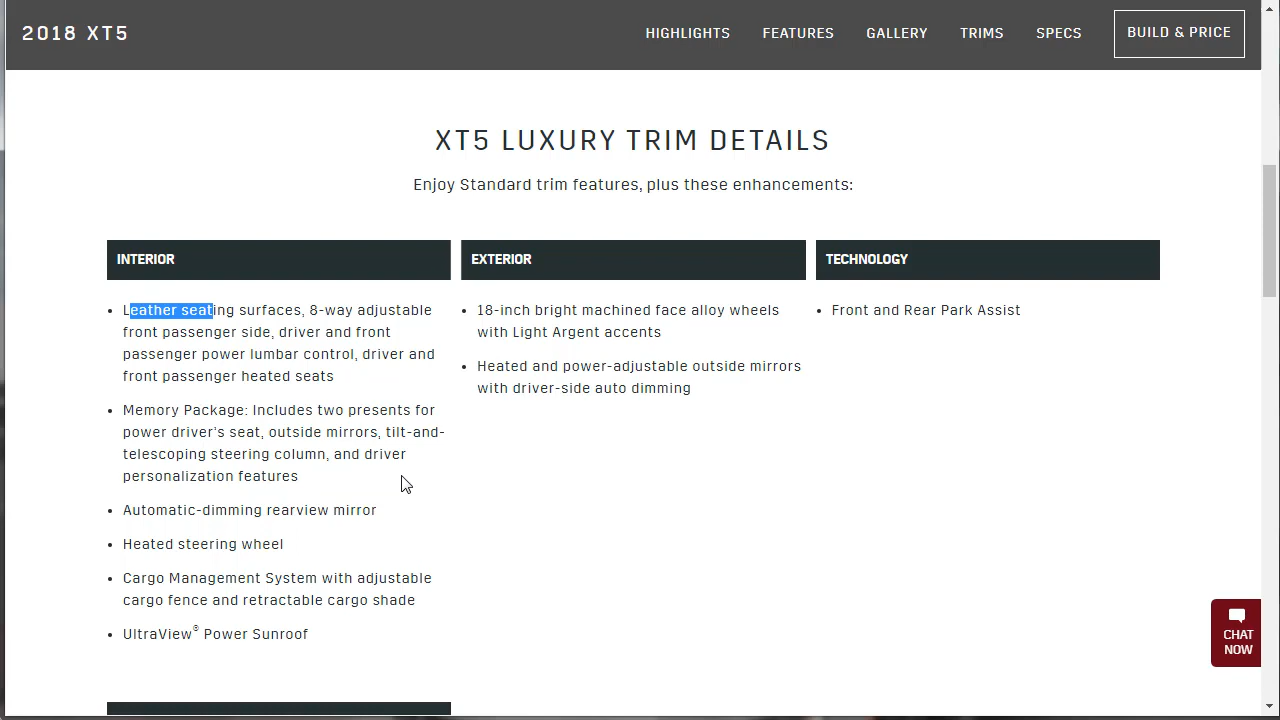 2018 XT5
HIGHLIGHTS FEATURES GALLERY TRIMS SPECS BUILD & PRICE
XT5 LUXURY TRIM DETAILS
Enjoy Standard trim features, plus these enhancements:
INTERIOR
Leather seating surfaces, 8-way adjustable
front passenger side, driver and front
passenger power lumbar control, driver and
front passenger heated seats
Memory Package: Includes two presents for
power driver's seat, outside mirrors, tilt-and-
telescoping steering column, and driver
personalization features
Automatic-dimming rearview mirror
Heated steering wheel
Cargo Management System with adjustable
cargo fence and retractable cargo shade
UltraView® Power Sunroof
EXTERIOR
18-inch bright machined face alloy wheels
with Light Argent accents
Heated and power-adjustable outside mirrors
with driver-side auto dimming
TECHNOLOGY
Front and Rear Park Assist
CHAT
NOW